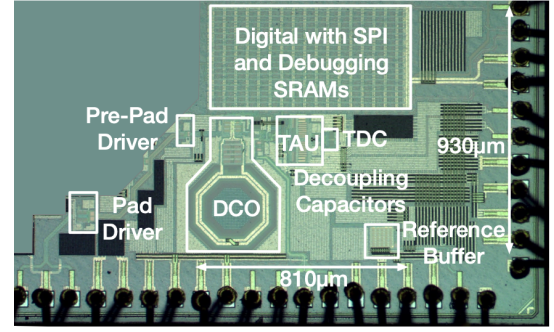 Digital with SPI
and Debugging
SRAMs
Pre-Pad
Driver
TAU
TDC
930µm
Decoupling
Capacitors
DCO
Pad
Driver
Reference
Buffer
810µm